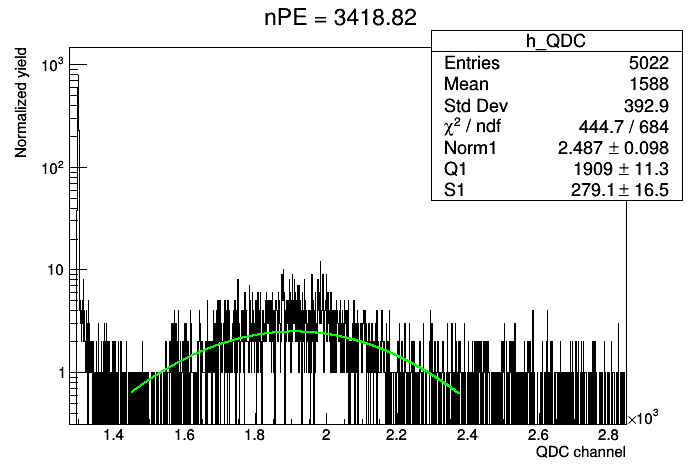 nPE = 3418.82
h_QDC
Entries 5022
Mean 1588
Std Dev 392.9
χ² / ndf 444.7 / 684
Norm1 2.487 ± 0.098
Q1 1909 ± 11.3
S1 279.1 ± 16.5
Normalized yield
10³
10²
10
1
1.4 1.6 1.8 2 2.2 2.4 2.6 2.8
×10³
QDC channel